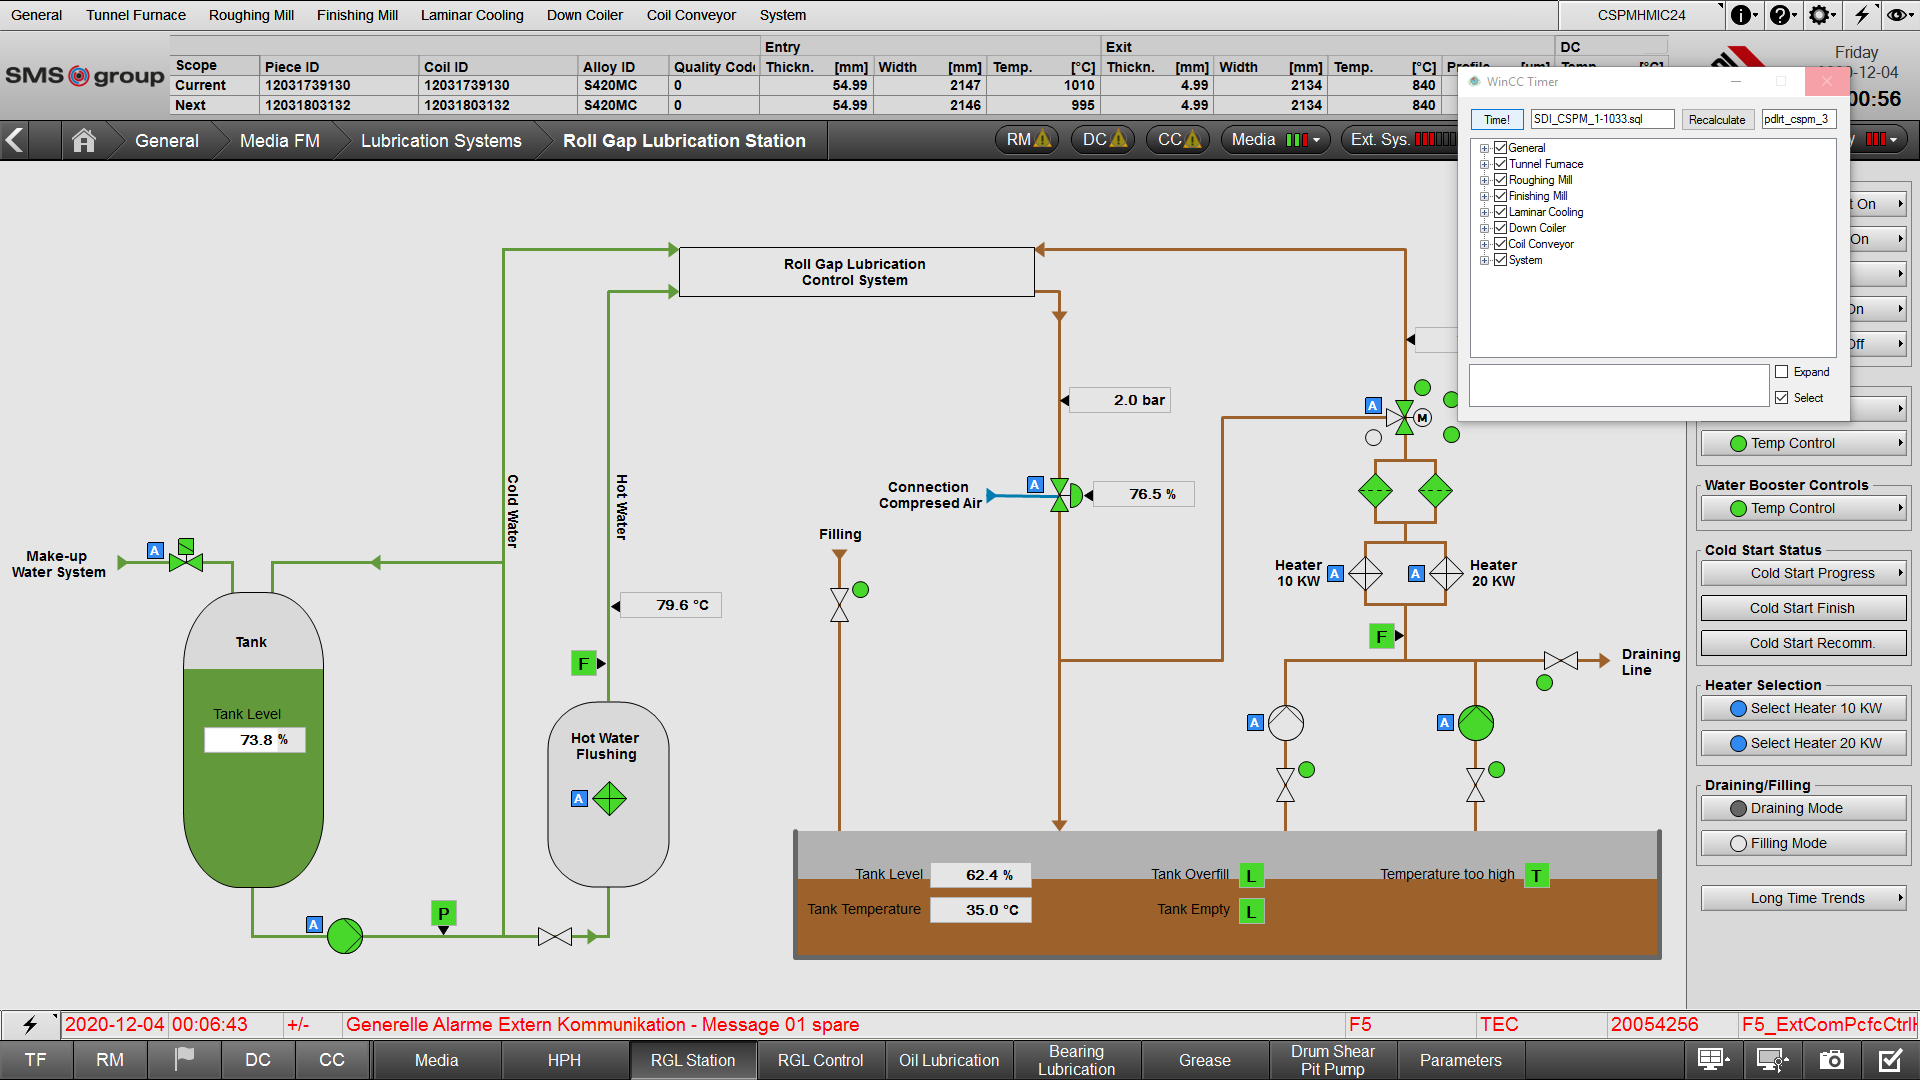 General Tunnel Furnace Roughing Mill Finishing Mill Laminar Cooling Down Coiler Coil Conveyor System CSPMHMIC24
SMS group
Entry Exit DC
Scope Piece ID Coil ID Alloy ID Quality Code Thickn. [mm] Width [mm] Temp. [°C] Thickn. [mm] Width [mm] Temp. [°C]
Current 12031739130 12031739130 S420MC 0 54.99 2147 1010 4.99 2134 840
Next 12031803132 12031803132 S420MC 0 54.99 2146 995 4.99 2134 840
Friday
-12-04
00:56
General Media FM Lubrication Systems Roll Gap Lubrication Station RM DC CC Media Ext. Sys.
WinCC Timer
Time! SDI_CSPM_1-1033.sql Recalculate pdlrt_cspm_3
General
Tunnel Furnace
Roughing Mill
Finishing Mill
Laminar Cooling
Down Coiler
Coil Conveyor
System
Expand
Select
On
On
On
Off
Roll Gap Lubrication
Control System
2.0 bar
A
M
Cold Water
Hot Water
Connection
Compresed Air
A
76.5 %
Filling
Make-up
Water System
A
79.6 °C
Heater
10 KW
A
A
Heater
20 KW
F
F
Draining
Line
Tank
Tank Level
73.8 %
Hot Water
Flushing
A
A
A
A
P
Tank Level 62.4 %
Tank Temperature 35.0 °C
Tank Overfill L
Tank Empty L
Temperature too high T
Temp Control
Water Booster Controls
Temp Control
Cold Start Status
Cold Start Progress
Cold Start Finish
Cold Start Recomm.
Heater Selection
Select Heater 10 KW
Select Heater 20 KW
Draining/Filling
Draining Mode
Filling Mode
Long Time Trends
2020-12-04 00:06:43 +/- Generelle Alarme Extern Kommunikation - Message 01 spare F5 TEC 20054256 F5_ExtComPcfcCtrl
TF RM DC CC Media HPH RGL Station RGL Control Oil Lubrication Bearing Lubrication Grease Drum Shear Pit Pump Parameters